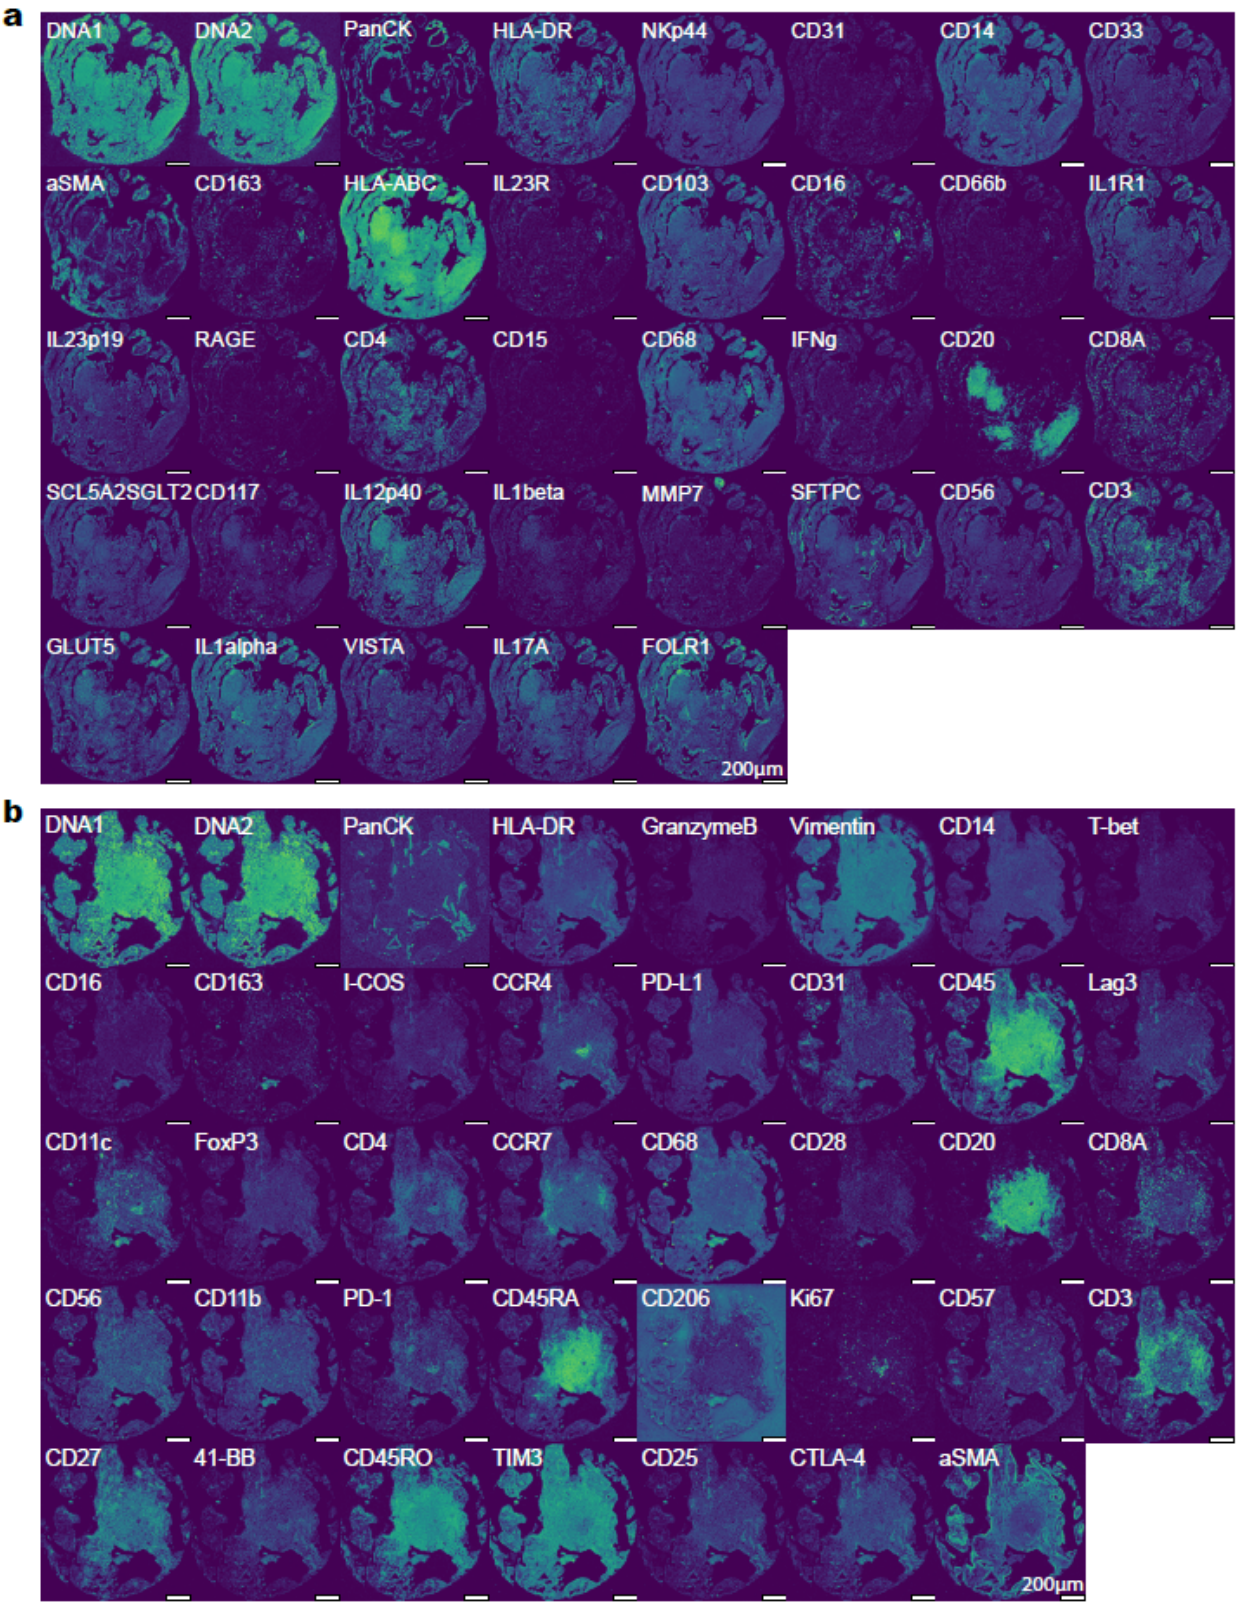 a
DNA1 DNA2 PanCK HLA-DR NKp44 CD31 CD14 CD33
aSMA CD163 HLA-ABC IL23R CD103 CD16 CD66b IL1R1
IL23p19 RAGE CD4 CD15 CD68 IFNg CD20 CD8A
SCL5A2SGLT2 CD117 IL12p40 IL1beta MMP7 SFTPC CD56 CD3
GLUT5 IL1alpha VISTA IL17A FOLR1
200µm
b
DNA1 DNA2 PanCK HLA-DR GranzymeB Vimentin CD14 T-bet
CD16 CD163 I-COS CCR4 PD-L1 CD31 CD45 Lag3
CD11c FoxP3 CD4 CCR7 CD68 CD28 CD20 CD8A
CD56 CD11b PD-1 CD45RA CD206 Ki67 CD57 CD3
CD27 41-BB CD45RO TIM3 CD25 CTLA-4 aSMA
200µm